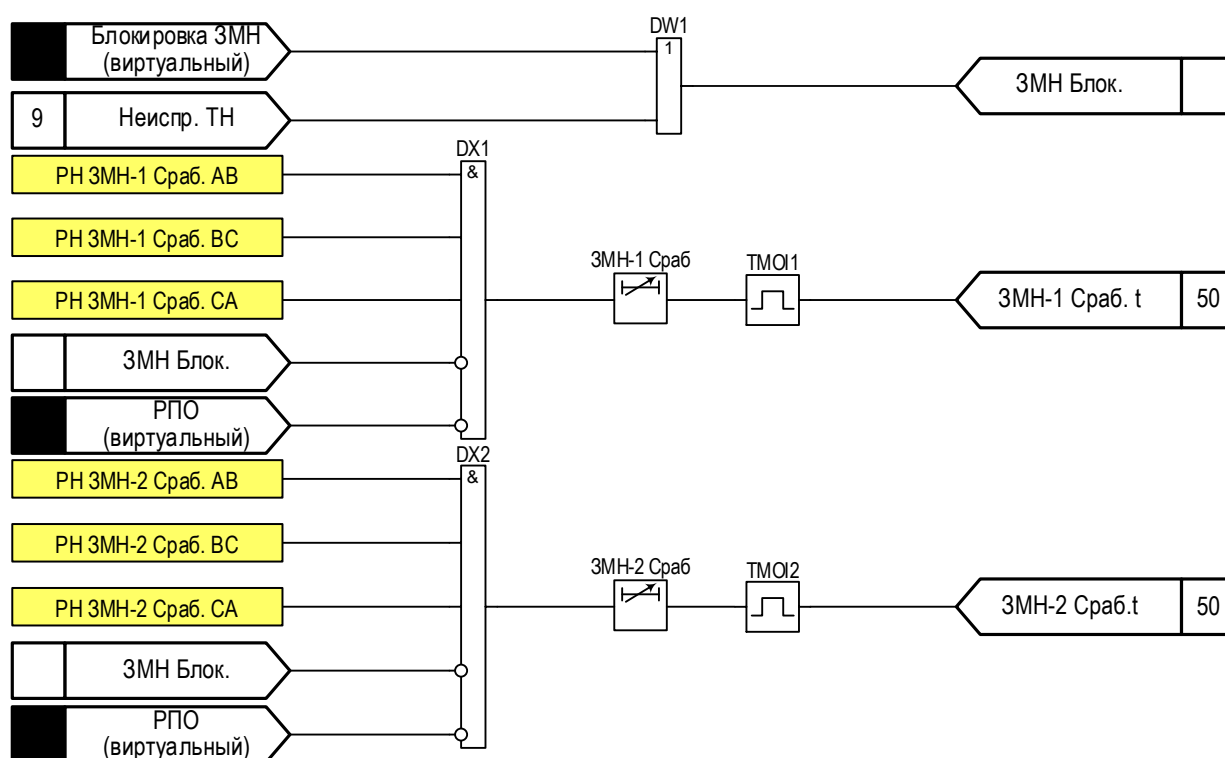 DW1
Блокировка ЗМН
(виртуальный)
1
ЗМН Блок.
9 Неиспр. ТН
DX1
РН ЗМН-1 Сраб. АВ
&
РН ЗМН-1 Сраб. ВС
ЗМН-1 Сраб
TMOI1
РН ЗМН-1 Сраб. СА
ЗМН-1 Сраб. t 50
ЗМН Блок.
РПО
(виртуальный)
DX2
РН ЗМН-2 Сраб. АВ
&
РН ЗМН-2 Сраб. ВС
ЗМН-2 Сраб
TMOI2
РН ЗМН-2 Сраб. СА
ЗМН-2 Сраб.t 50
ЗМН Блок.
РПО
(виртуальный)